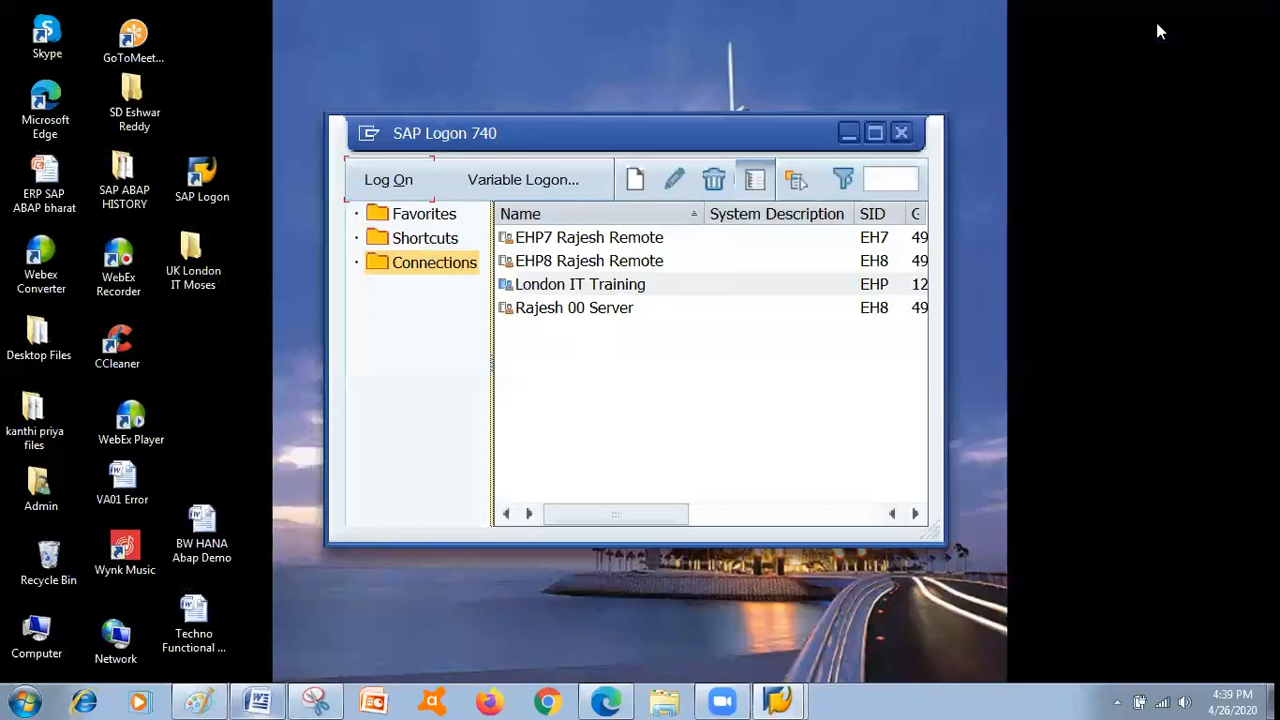 Skype
GoToMeet...
Microsoft
Edge
SD Eshwar
Reddy
ERP SAP
ABAP bharat
SAP ABAP
HISTORY
SAP Logon
Webex
Converter
WebEx
Recorder
UK London
IT Moses
Desktop Files
CCleaner
kanthi priya
files
WebEx Player
Admin
VA01 Error
Recycle Bin
Wynk Music
BW HANA
Abap Demo
Computer
Network
Techno
Functional ...
SAP Logon 740
Log On
Variable Logon...
Favorites
Shortcuts
Connections
Name System Description SID G
EHP7 Rajesh Remote EH7 49
EHP8 Rajesh Remote EH8 49
London IT Training EHP 12
Rajesh 00 Server EH8 49
4:39 PM
4/26/2020